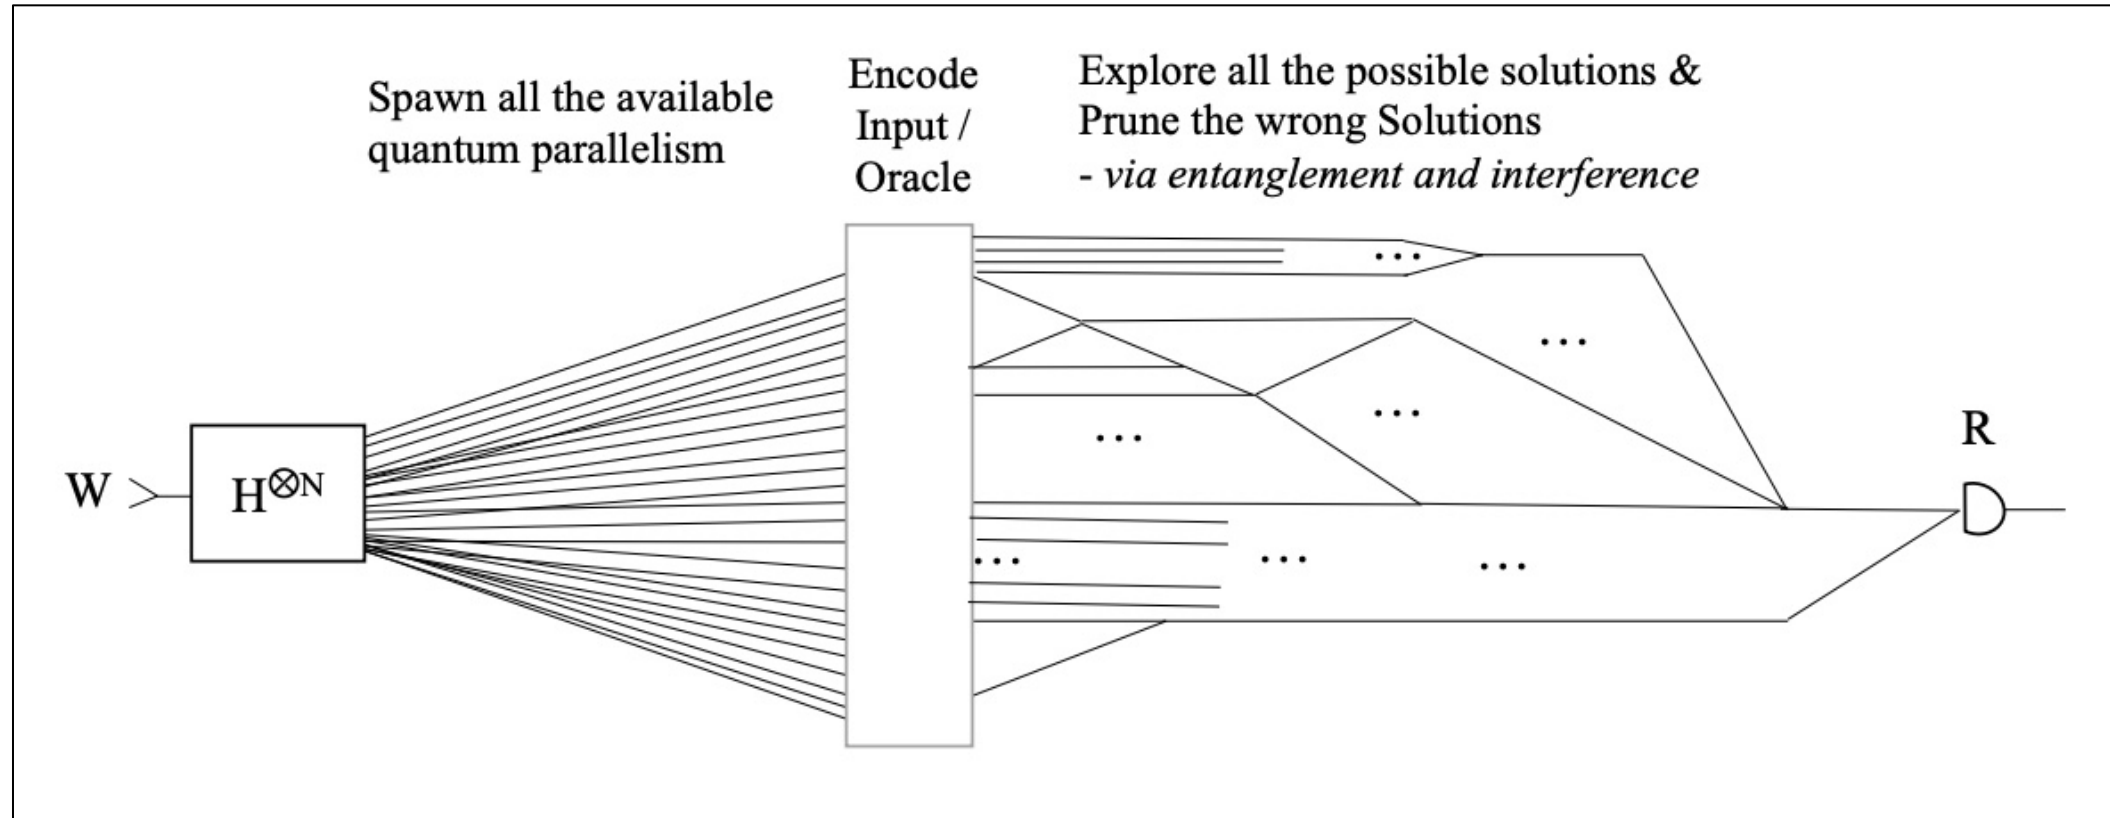 Spawn all the available
quantum parallelism
Encode
Input /
Oracle
Explore all the possible solutions &
Prune the wrong Solutions
- via entanglement and interference
W
H⊗N
R